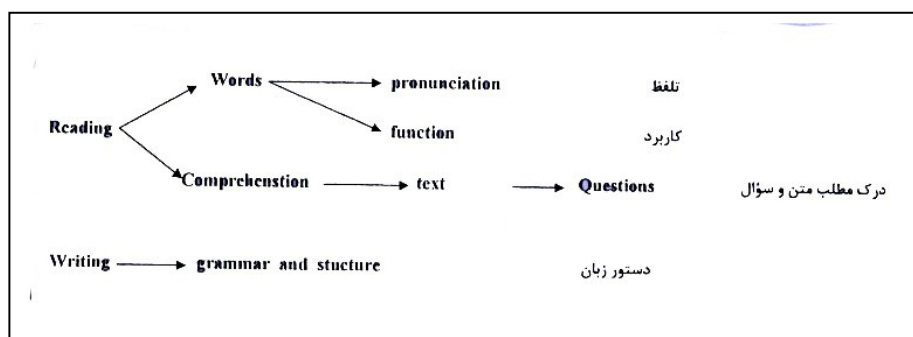 Words pronunciation تلفظ
Reading function کاربرد
Comprehenstion text Questions درک مطلب متن و سؤال
Writing grammar and stucture دستور زبان